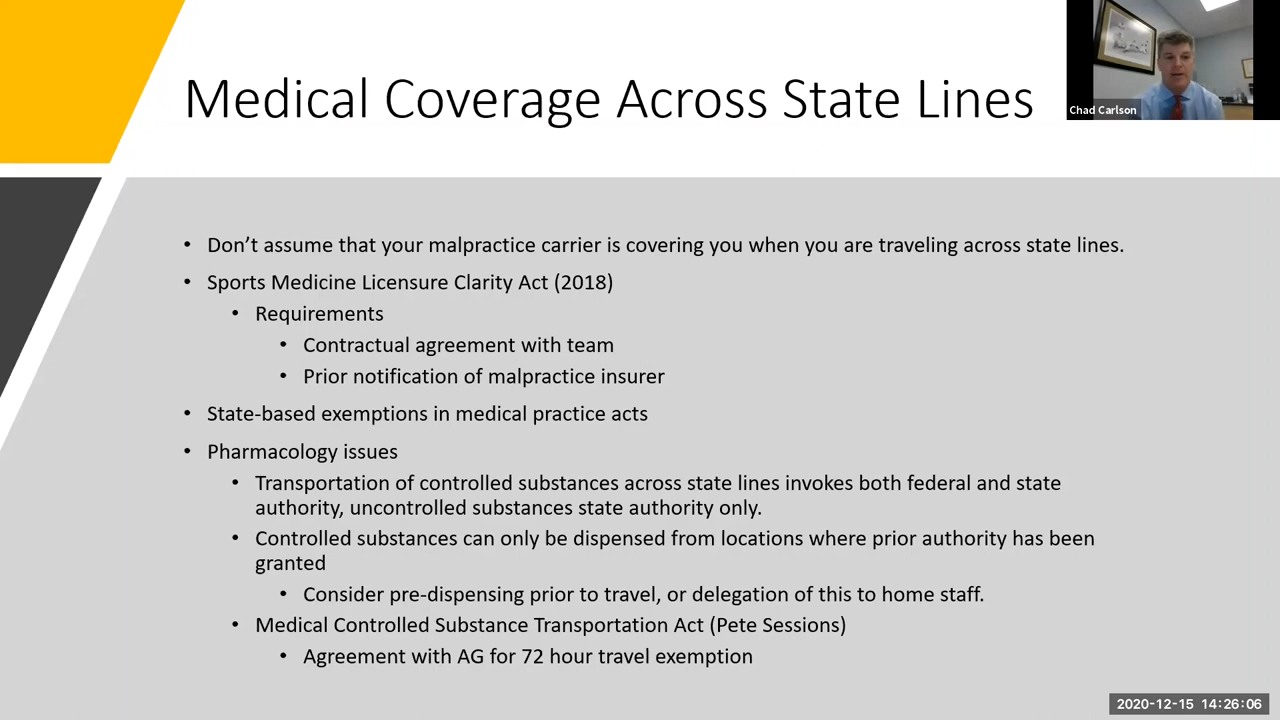 Medical Coverage Across State Lines
Chad Carlson
• Don’t assume that your malpractice carrier is covering you when you are traveling across state lines.
• Sports Medicine Licensure Clarity Act (2018)
• Requirements
• Contractual agreement with team
• Prior notification of malpractice insurer
• State-based exemptions in medical practice acts
• Pharmacology issues
• Transportation of controlled substances across state lines invokes both federal and state
authority, uncontrolled substances state authority only.
• Controlled substances can only be dispensed from locations where prior authority has been
granted
• Consider pre-dispensing prior to travel, or delegation of this to home staff.
• Medical Controlled Substance Transportation Act (Pete Sessions)
• Agreement with AG for 72 hour travel exemption
2020-12-15 14:26:06